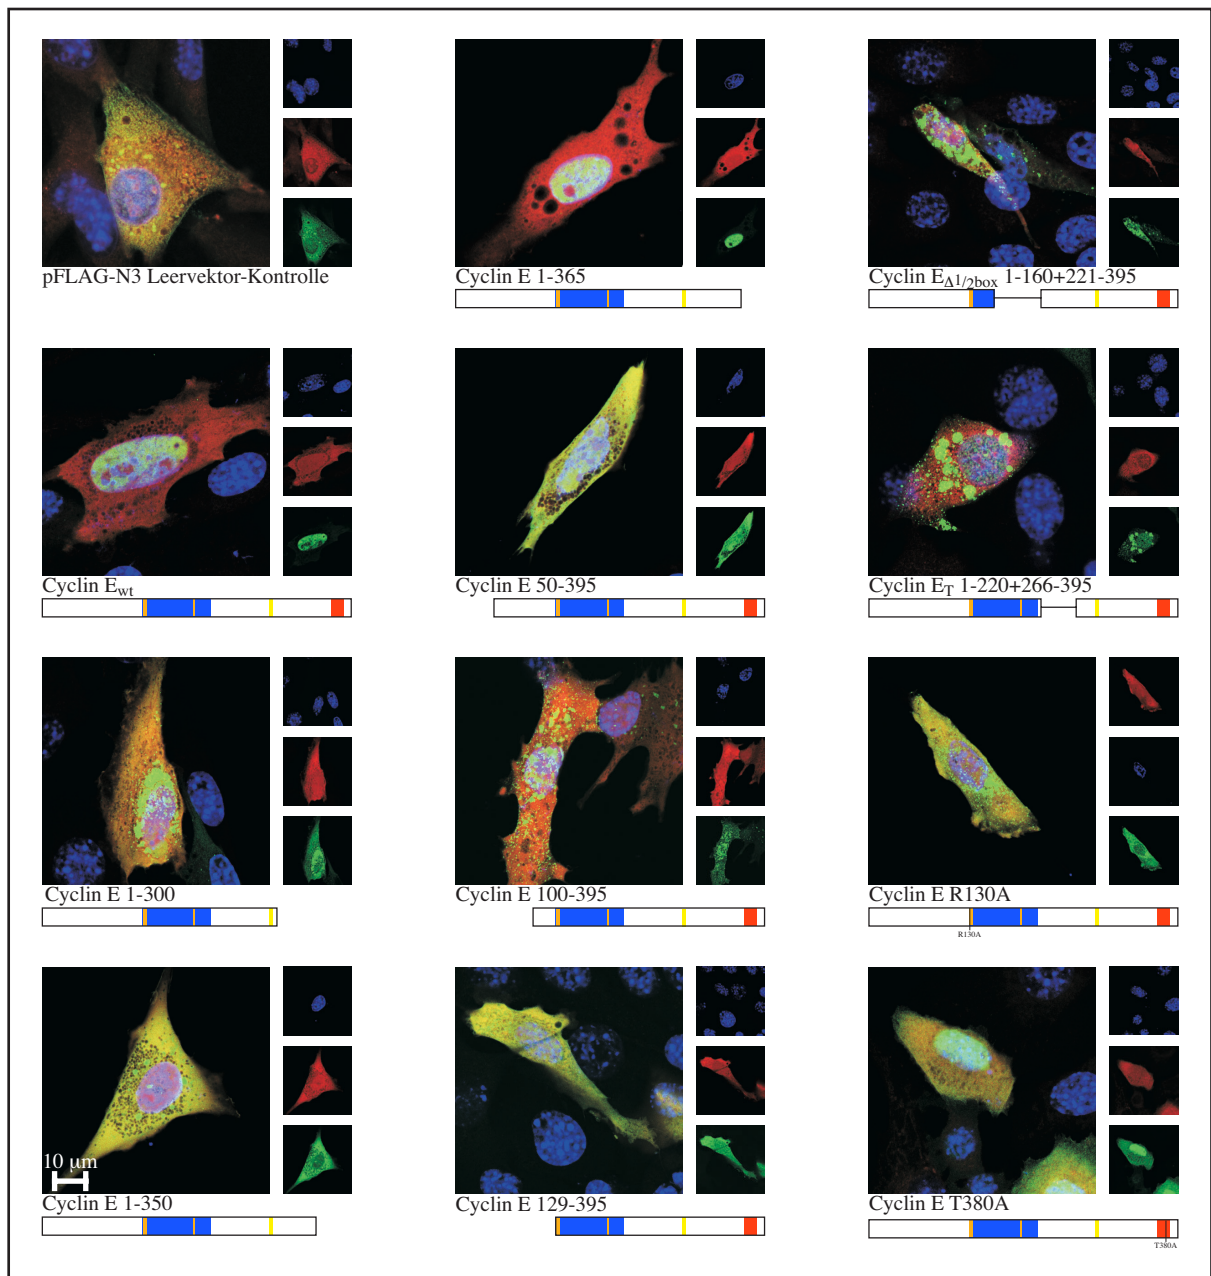 pFLAG-N3 Leervektor-Kontrolle
Cyclin E 1-365
Cyclin EΔ1/2box 1-160+221-395
Cyclin Ewt
Cyclin E 50-395
Cyclin ET 1-220+266-395
Cyclin E 1-300
Cyclin E 100-395
Cyclin E R130A
R130A
10 μm
Cyclin E 1-350
Cyclin E 129-395
Cyclin E T380A
T380A